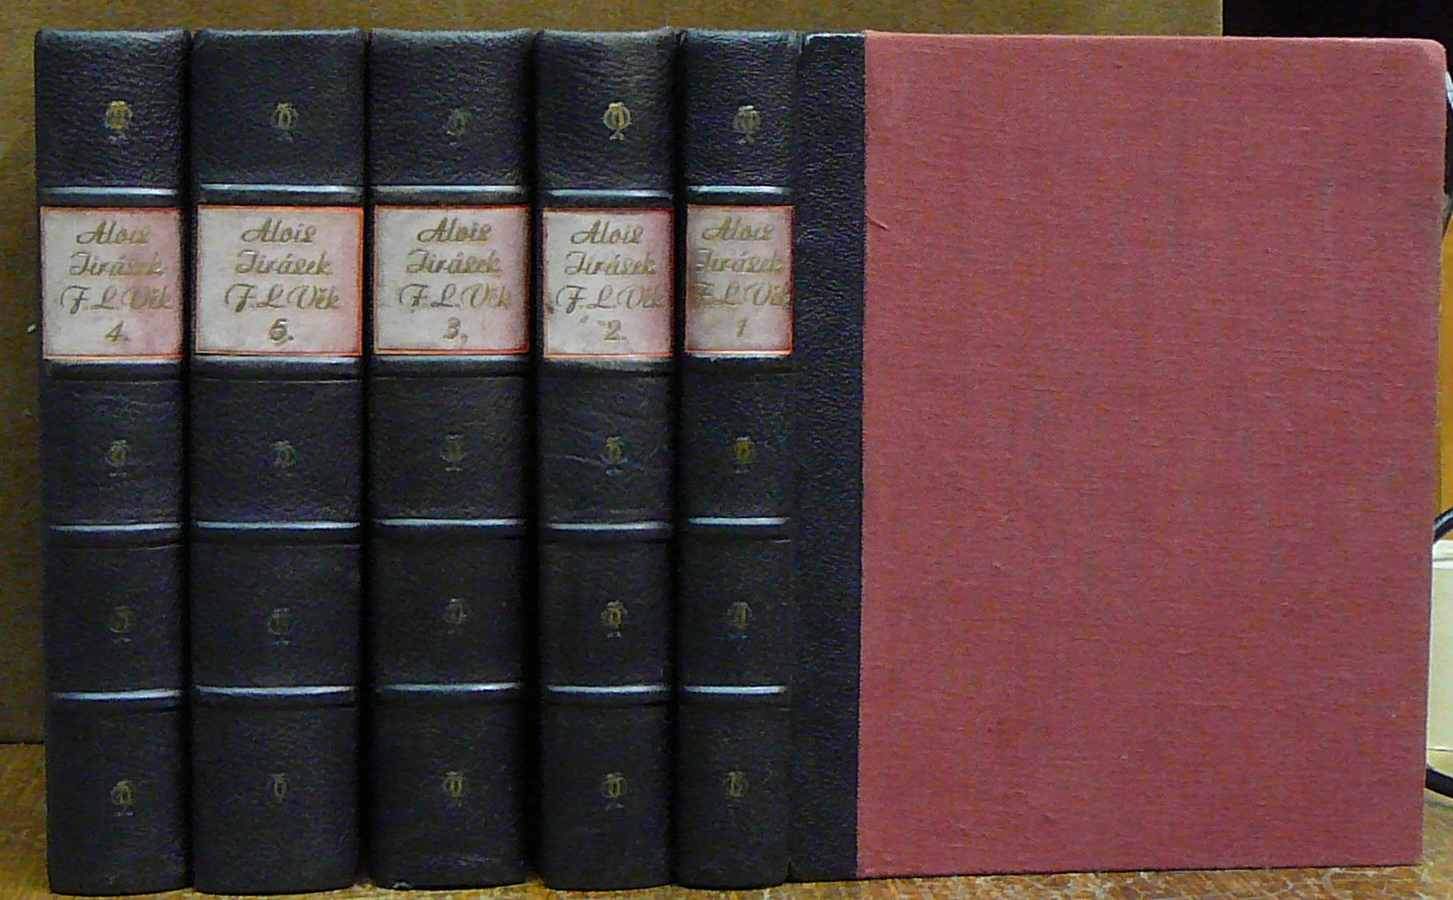 Alois
Jirásek
F. L. Věk
4.
Alois
Jirásek
F. L. Věk
5.
Alois
Jirásek
F. L. Věk
3.
Alois
Jirásek
F. L. Věk
2.
Alois
Jirásek
F. L. Věk
1